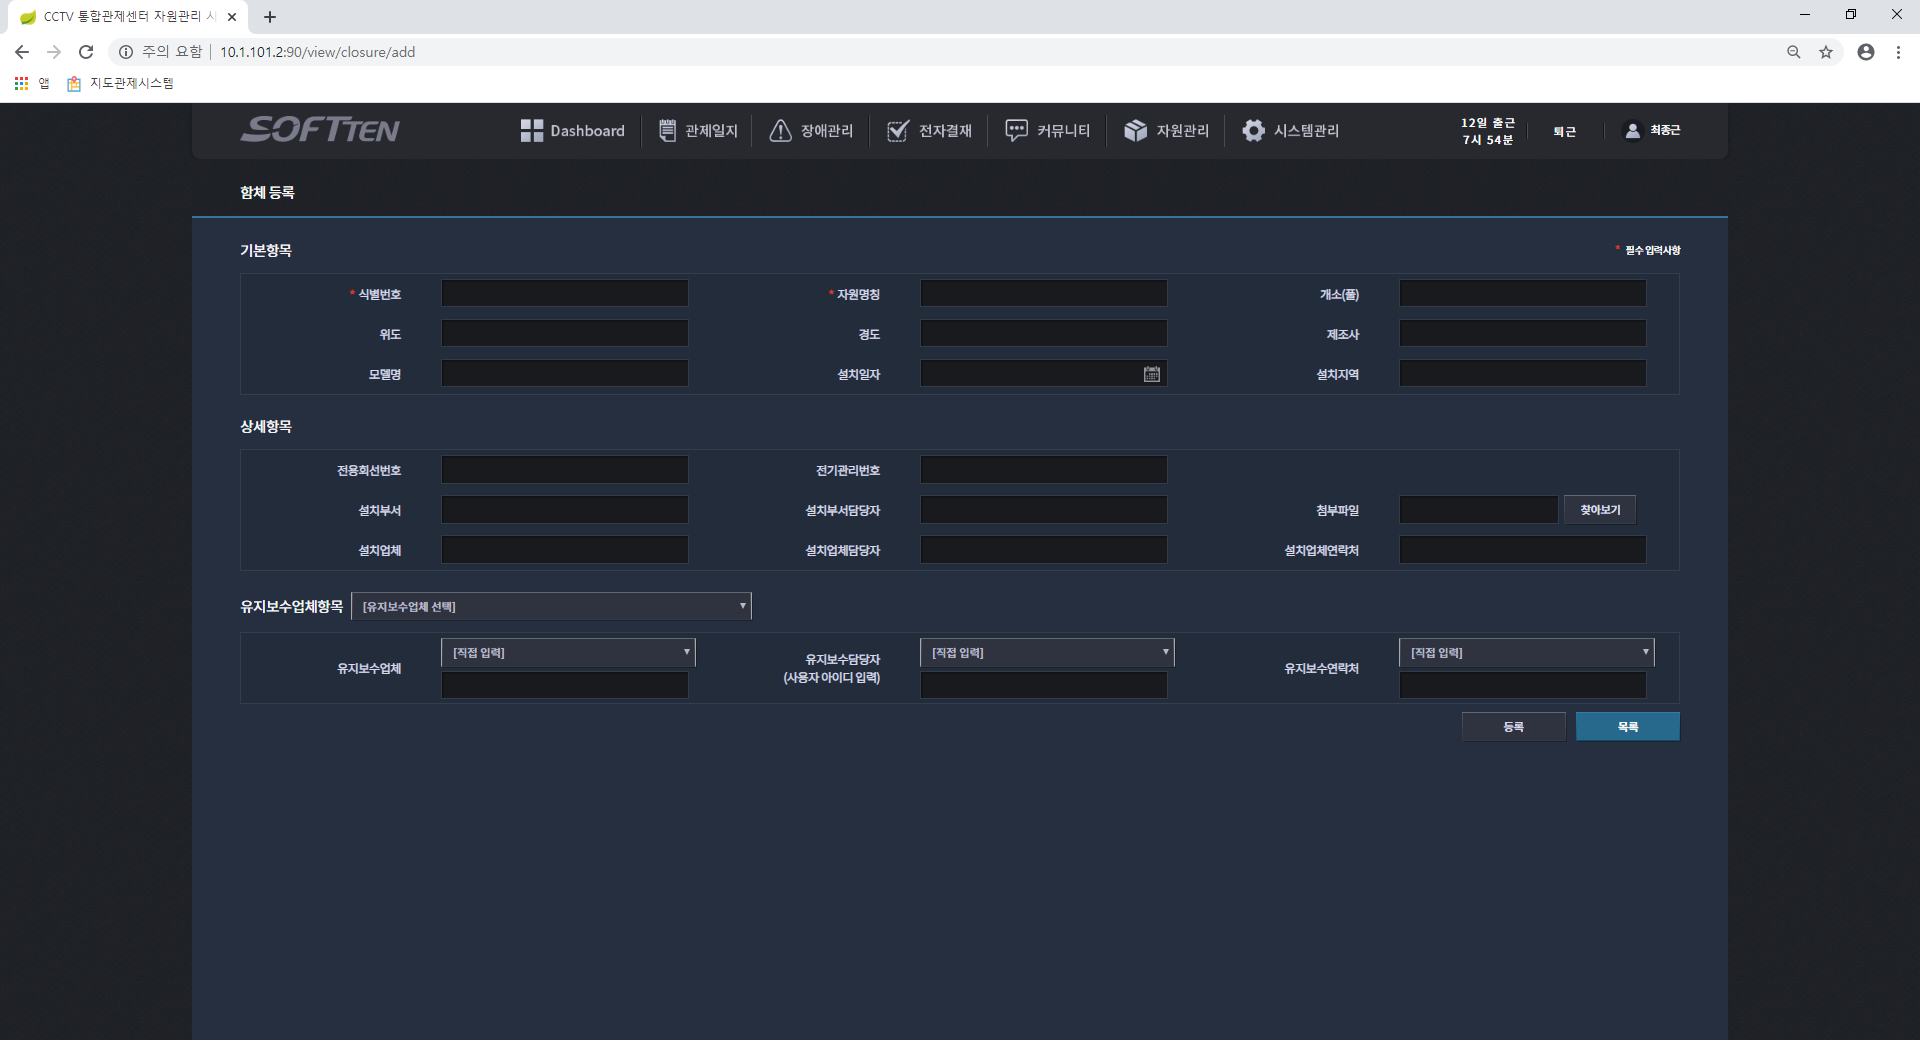 CCTV 통합관제센터 자원관리 시
주의 요함 10.1.101.2:90/view/closure/add
앱 지도관제시스템
SOFTTEN Dashboard 관제일지 장애관리 전자결재 커뮤니티 자원관리 시스템관리 12일 출근 퇴근 최종근
7시 54분
함체 등록
기본항목 * 필수 입력사항
* 식별번호 * 자원명칭 개소(폴)
위도 경도 제조사
모델명 설치일자 설치지역
상세항목
전용회선번호 전기관리번호
설치부서 설치부서담당자 첨부파일 찾아보기
설치업체 설치업체담당자 설치업체연락처
유지보수업체항목 [유지보수업체 선택]
유지보수업체 [직접 입력] 유지보수담당자 [직접 입력] 유지보수연락처 [직접 입력]
(사용자 아이디 입력)
등록 목록